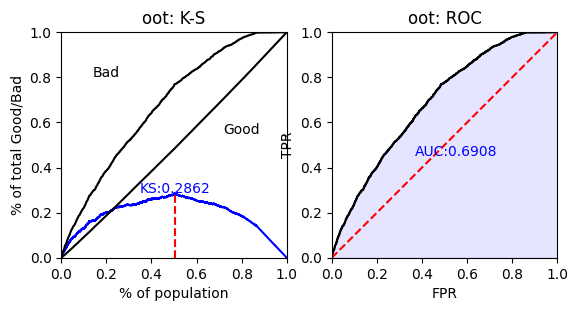 oot: K-S
% of total Good/Bad
1.0
0.8
0.6
0.4
0.2
0.0
Bad
Good
KS:0.2862
0.0 0.2 0.4 0.6 0.8 1.0
% of population
oot: ROC
TPR
1.0
0.8
0.6
0.4
0.2
0.0
AUC:0.6908
0.0 0.2 0.4 0.6 0.8 1.0
FPR